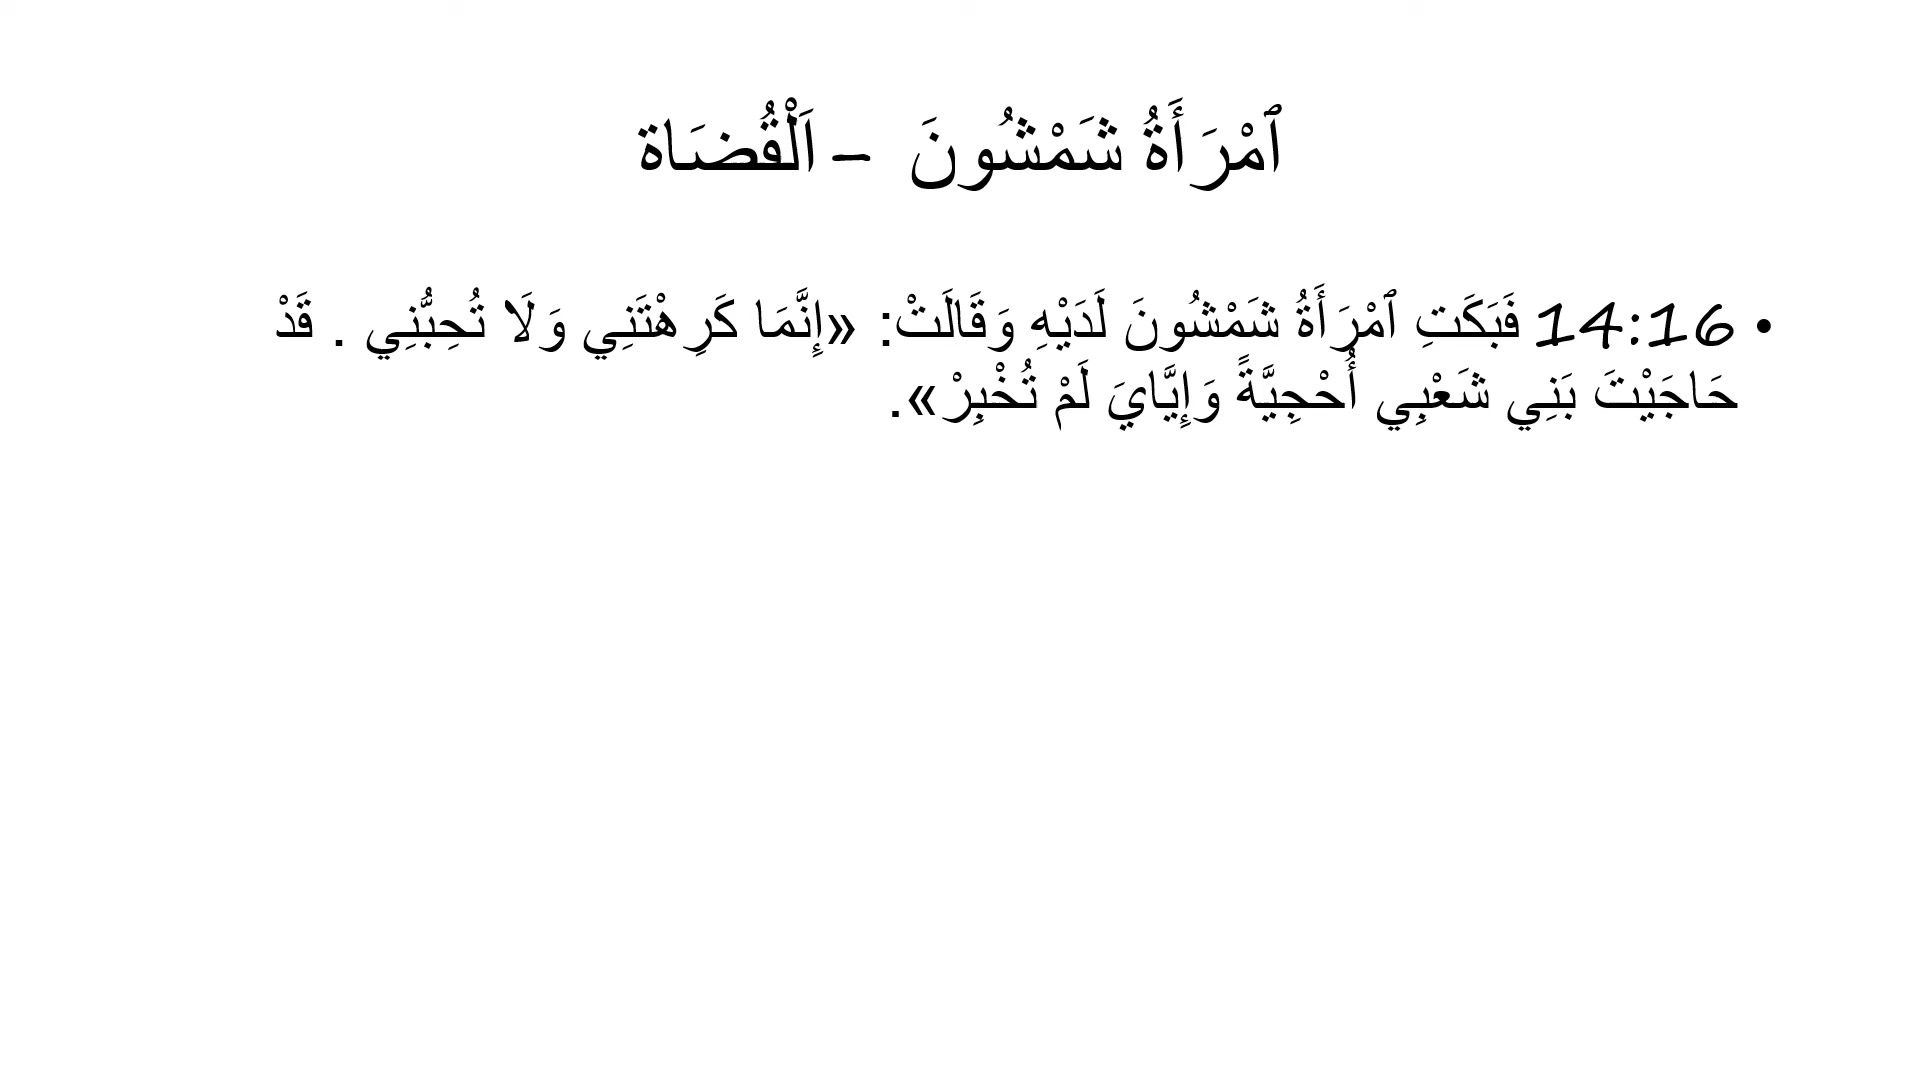 ٱمْرَأَةُ شَمْشُونَ – اَلْقُضَاة
• 14:16 فَبَكَتِ ٱمْرَأَةُ شَمْشُونَ لَدَيْهِ وَقَالَتْ: «إِنَّمَا كَرِهْتَنِي وَلَا تُحِبُّنِي . قَدْ
حَاجَيْتَ بَنِي شَعْبِي أُحْجِيَّةً وَإِيَّايَ لَمْ تُخْبِرْ».